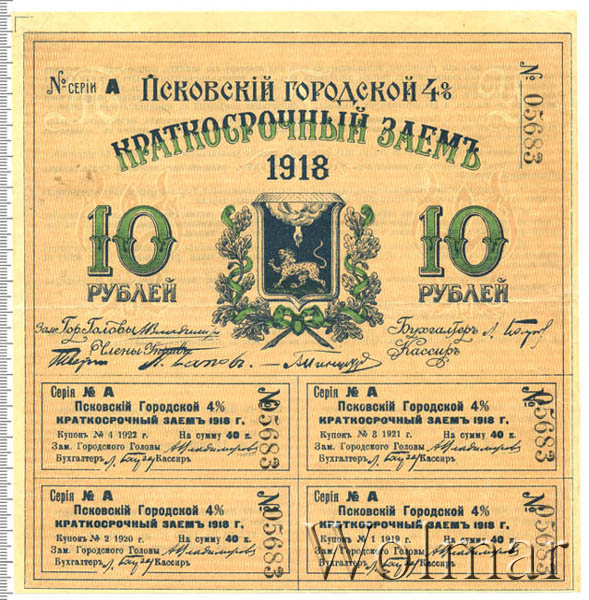 № СЕРІИ А ПСКОВСКІЙ ГОРОДСКОЙ 4%
№ 05683
КРАТКОСРОЧНЫЙ ЗАЕМЪ
1918
10 10
РУБЛЕЙ РУБЛЕЙ
Зам. Гор. Головы
Бухгалтеръ
Члены Управы
Кассиръ
Серія № А
Псковскій Городской 4%
КРАТКОСРОЧНЫЙ ЗАЕМЪ 1918 г.
Купонъ № 4 1922 г. На сумму 40 к.
Зам. Городского Головы
Бухгалтеръ Кассиръ
№ 05683
Серія № А
Псковскій Городской 4%
КРАТКОСРОЧНЫЙ ЗАЕМЪ 1918 г.
Купонъ № 3 1921 г. На сумму 40 к.
Зам. Городского Головы
Бухгалтеръ Кассиръ
№ 05683
Серія № А
Псковскій Городской 4%
КРАТКОСРОЧНЫЙ ЗАЕМЪ 1918 г.
Купонъ № 2 1920 г. На сумму 40 к.
Зам. Городского Головы
Бухгалтеръ Кассиръ
№ 05683
Серія № А
Псковскій Городской 4%
КРАТКОСРОЧНЫЙ ЗАЕМЪ 1918 г.
Купонъ № 1 1919 г. На сумму 40 к.
Зам. Городского Головы
Бухгалтеръ Кассиръ
№ 05683
Wolmar